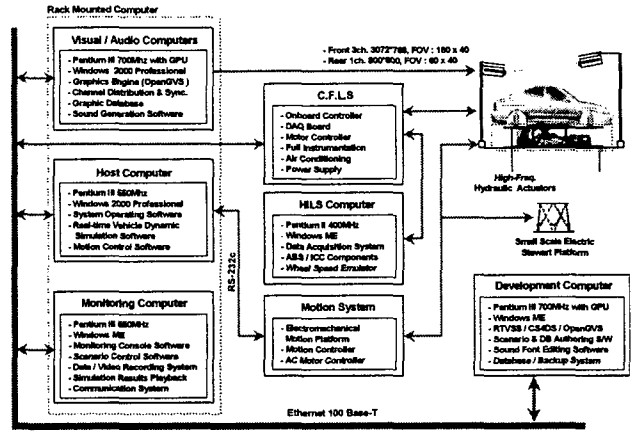 Rack Mounted Computer
Visual / Audio Computers
- Pentium III 700Mhz with GPU
- Windows 2000 Professional
- Graphics Engine (OpenGVS)
- Channel Distribution & Sync.
- Graphic Database
- Sound Generation Software
- Front 3ch. 3072*768, FOV : 180 x 40
- Rear 1ch. 800*600, FOV : 60 x 40
C.F.L.S
- Onboard Controller
- DAQ Board
- Motor Controller
- Full Instrumentation
- Air Conditioning
- Power Supply
High-Freq.
Hydraulic Actuators
Host Computer
- Pentium III 550Mhz
- Windows 2000 Professional
- System Operating Software
- Real-time Vehicle Dynamic
Simulation Software
- Motion Control Software
HILS Computer
- Pentium II 400MHz
- Windows ME
- Data Acquisition System
- ABS / ICC Components
- Wheel Speed Emulator
Small Scale Electric
Stewart Platform
RS-232c
Monitoring Computer
- Pentium III 550MHz
- Windows ME
- Monitoring Console Software
- Scenario Control Software
- Data / Video Recording System
- Simulation Results Playback
- Communication System
Motion System
- Electromechanical
Motion Platform
- Motion Controller
- AC Motor Controller
Development Computer
- Pentium III 700MHz with GPU
- Windows ME
- RTVSS / CS4DS / OpenGVS
- Scenario & DB Authoring S/W
- Sound Font Editing Software
- Database / Backup System
Ethernet 100 Base-T